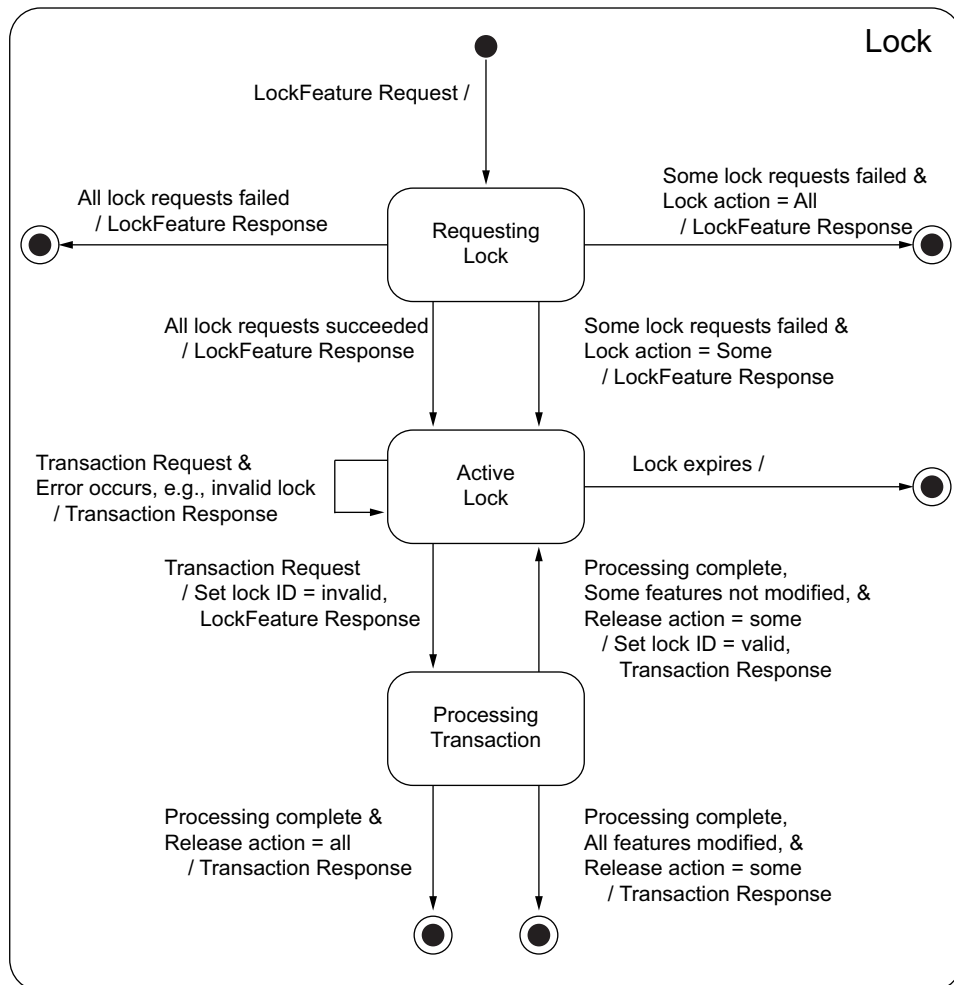 Lock
LockFeature Request /
All lock requests failed
/ LockFeature Response
Some lock requests failed &
Lock action = All
/ LockFeature Response
Requesting
Lock
All lock requests succeeded
/ LockFeature Response
Some lock requests failed &
Lock action = Some
/ LockFeature Response
Transaction Request &
Error occurs, e.g., invalid lock
/ Transaction Response
Active
Lock
Lock expires /
Transaction Request
/ Set lock ID = invalid,
LockFeature Response
Processing complete,
Some features not modified, &
Release action = some
/ Set lock ID = valid,
Transaction Response
Processing
Transaction
Processing complete &
Release action = all
/ Transaction Response
Processing complete,
All features modified, &
Release action = some
/ Transaction Response